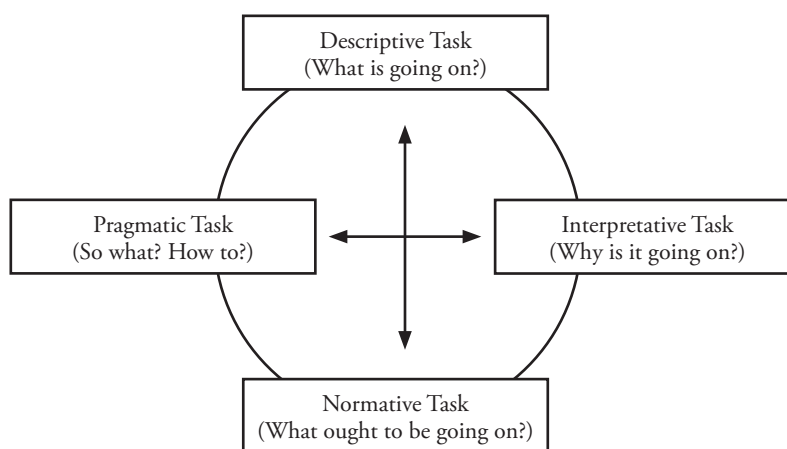 Descriptive Task
(What is going on?)
Pragmatic Task
(So what? How to?)
Interpretative Task
(Why is it going on?)
Normative Task
(What ought to be going on?)